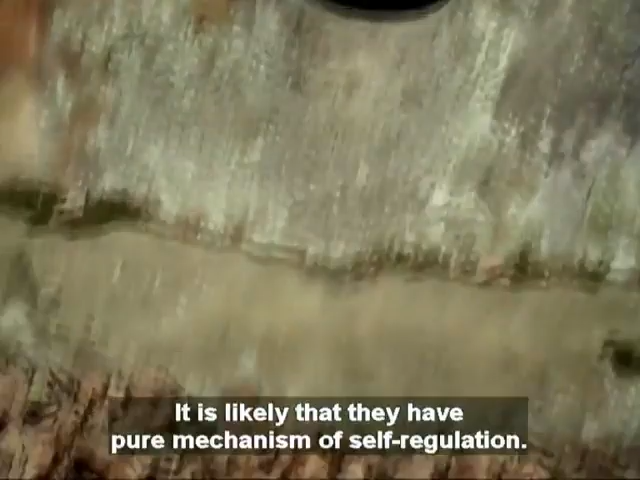 It is likely that they have
pure mechanism of self-regulation.